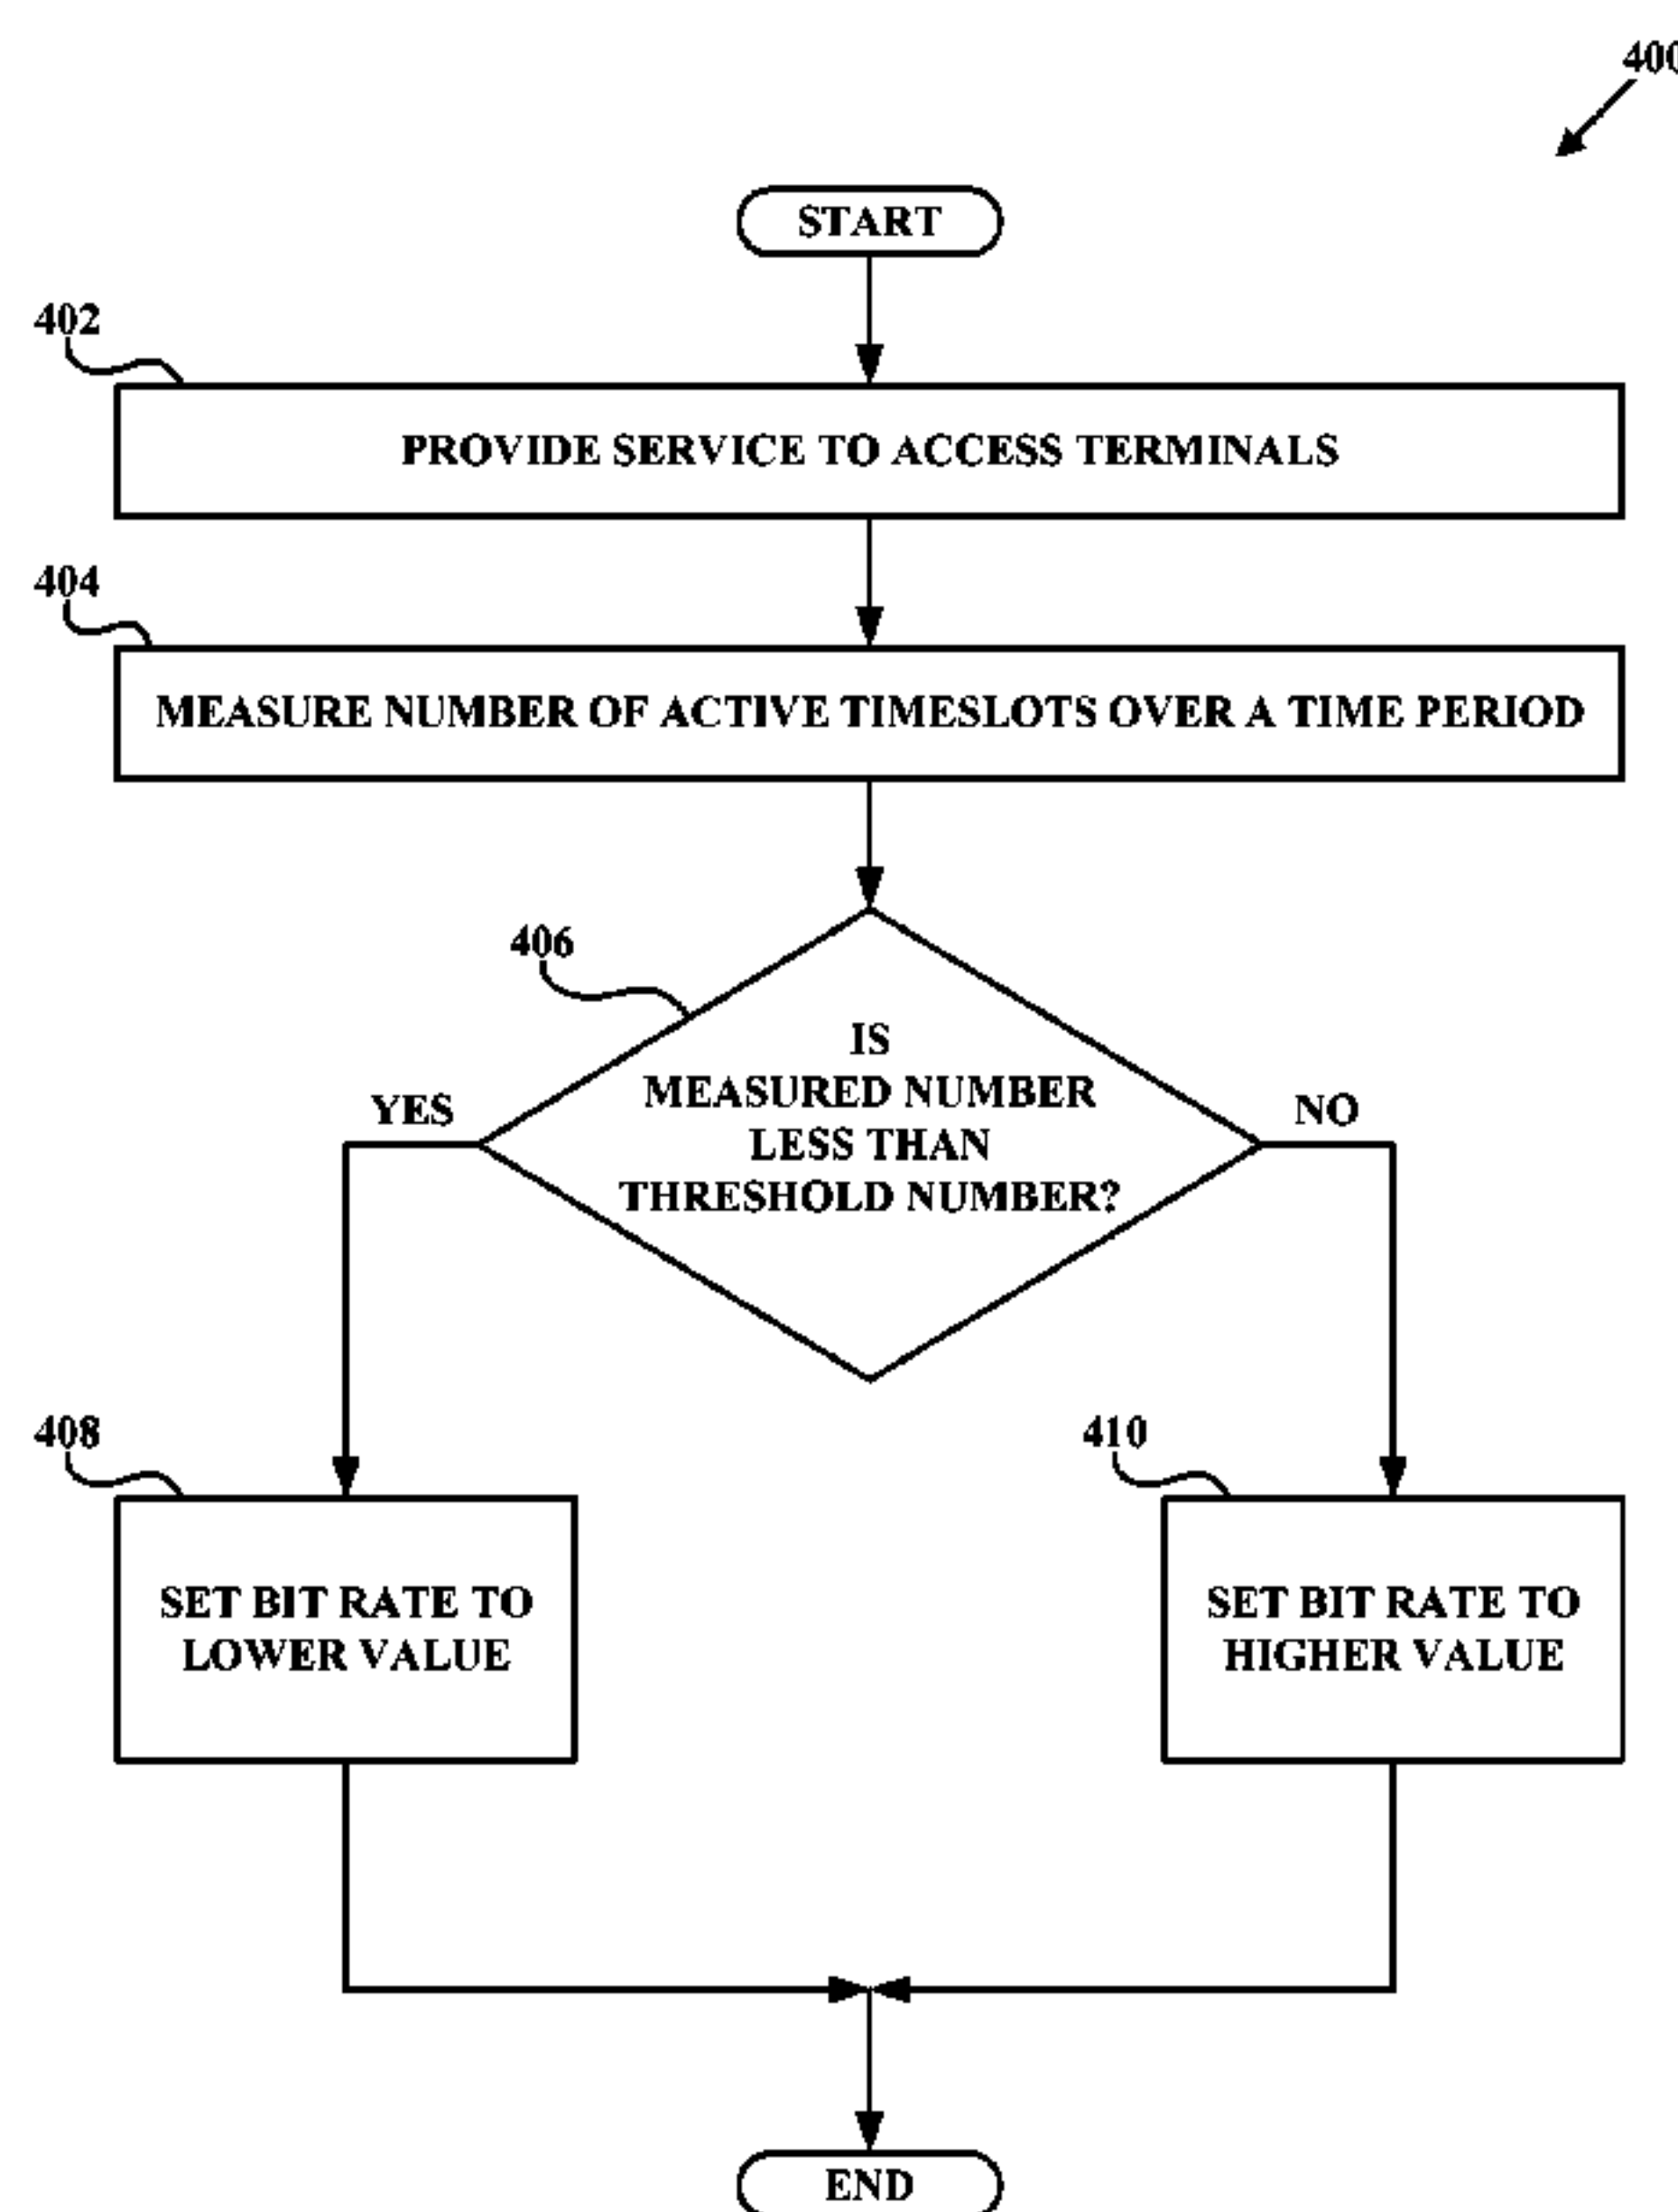 400
START
402
PROVIDE SERVICE TO ACCESS TERMINALS
404
MEASURE NUMBER OF ACTIVE TIMESLOTS OVER A TIME PERIOD
406
IS
MEASURED NUMBER
LESS THAN
THRESHOLD NUMBER?
YES
NO
408
SET BIT RATE TO
LOWER VALUE
410
SET BIT RATE TO
HIGHER VALUE
END